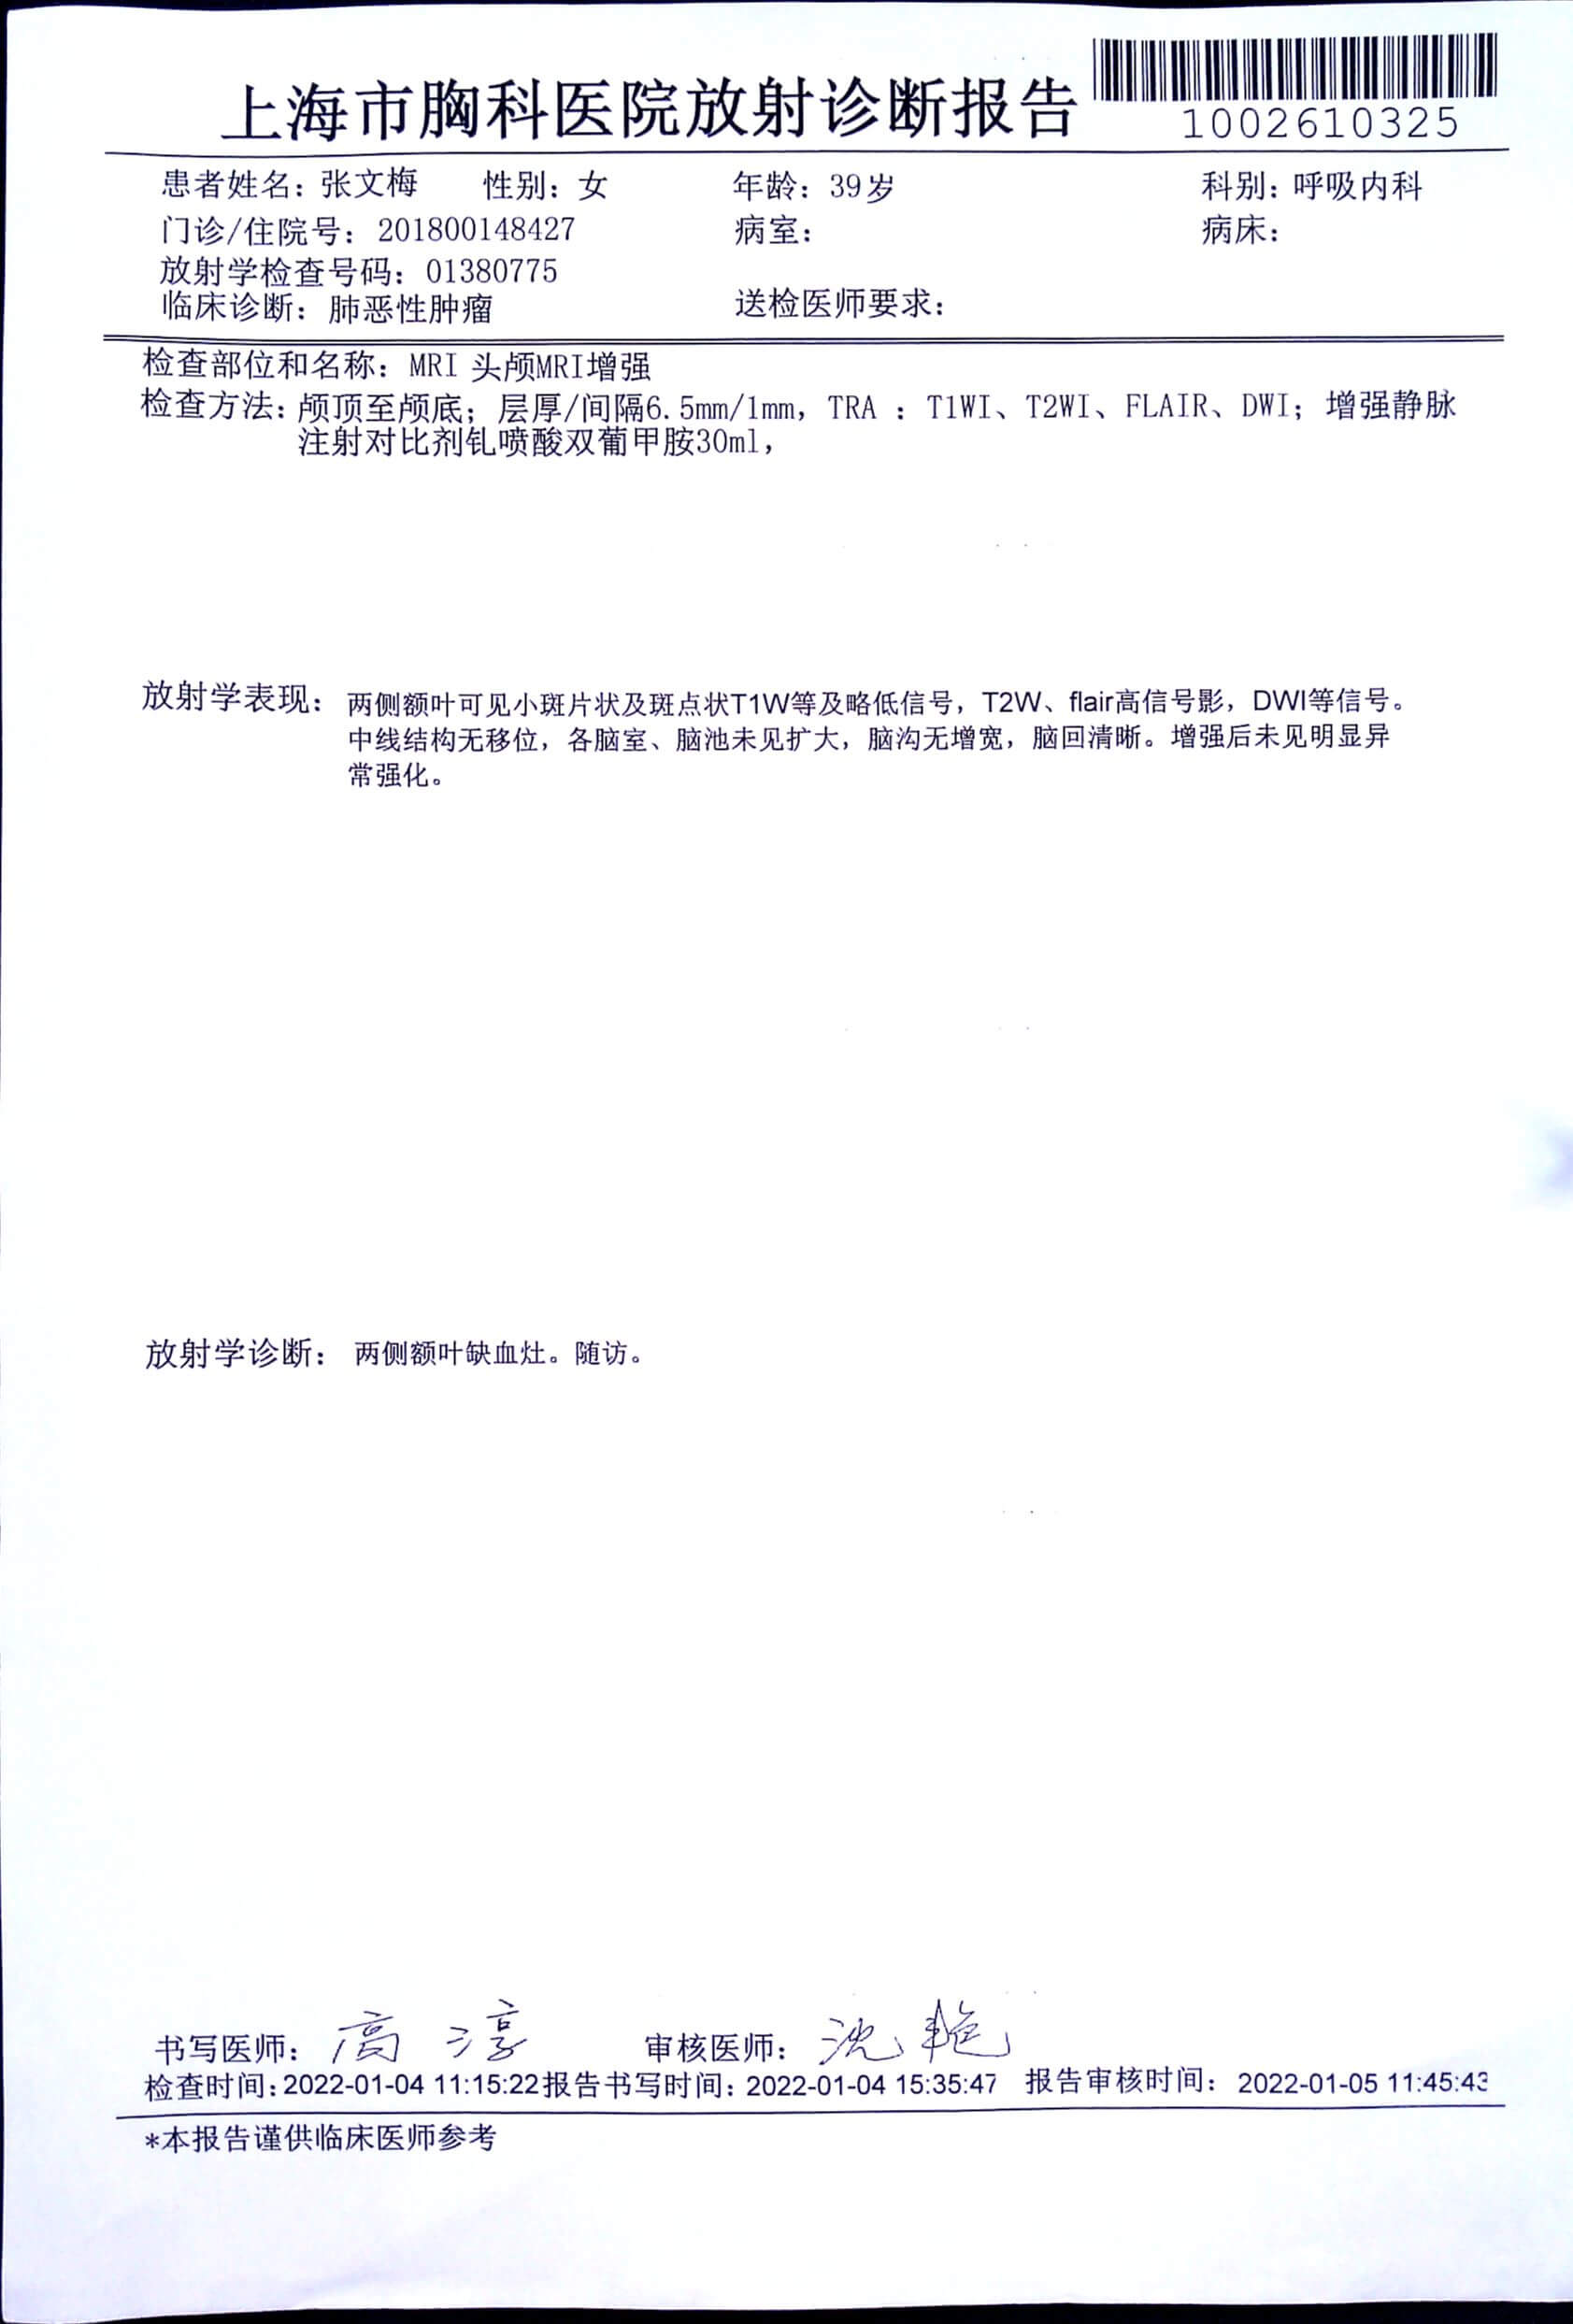 上海市胸科医院放射诊断报告
1002610325
患者姓名：张文梅 性别：女 年龄：39岁 科别：呼吸内科
门诊/住院号：201800148427 病室： 病床：
放射学检查号码：01380775
临床诊断：肺恶性肿瘤 送检医师要求：
检查部位和名称：MRI 头颅MRI增强
检查方法：颅顶至颅底；层厚/间隔6.5mm/1mm，TRA ：T1WI、T2WI、FLAIR、DWI；增强静脉
注射对比剂钆喷酸双葡甲胺30ml，
放射学表现：两侧额叶可见小斑片状及斑点状T1W等及略低信号，T2W、flair高信号影，DWI等信号。
中线结构无移位，各脑室、脑池未见扩大，脑沟无增宽，脑回清晰。增强后未见明显异
常强化。
放射学诊断：两侧额叶缺血灶。随访。
书写医师：高淳 审核医师：沈艳
检查时间：2022-01-04 11:15:22报告书写时间：2022-01-04 15:35:47 报告审核时间：2022-01-05 11:45:43
*本报告谨供临床医师参考